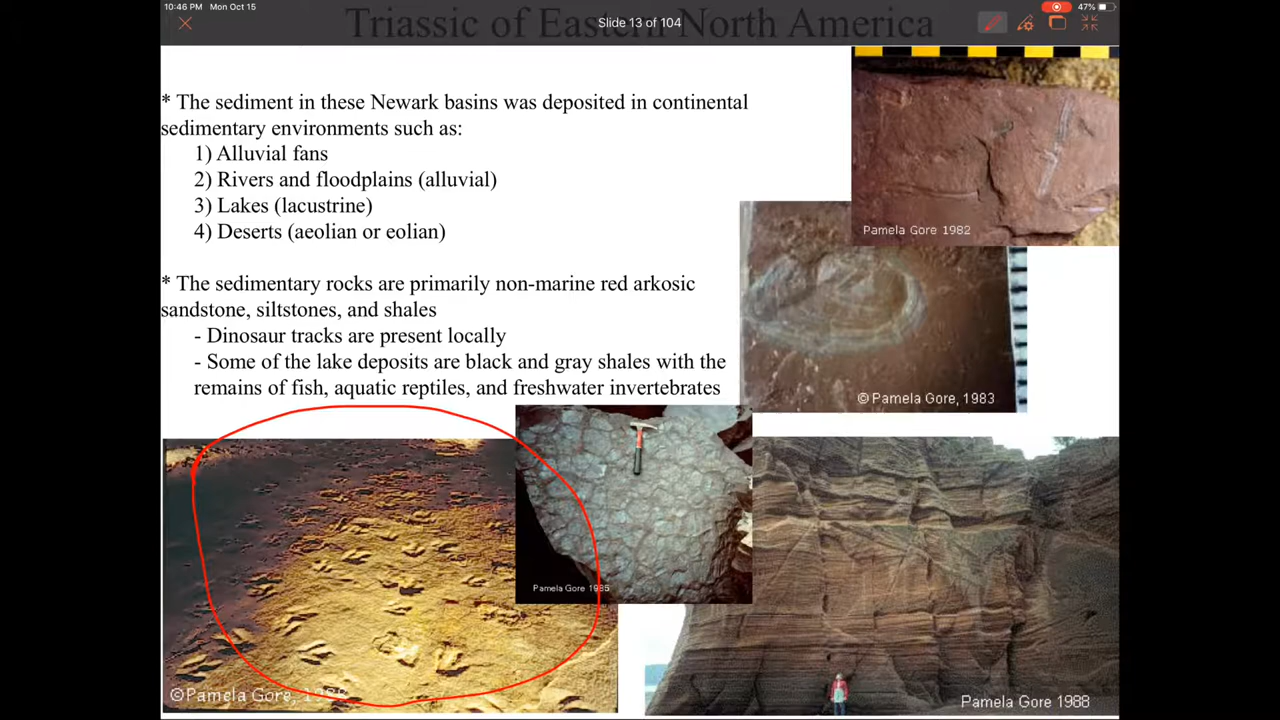 10:46 PM Mon Oct 15
47%
Slide 13 of 104
Triassic of Eastern North America
* The sediment in these Newark basins was deposited in continental
sedimentary environments such as:
1) Alluvial fans
2) Rivers and floodplains (alluvial)
3) Lakes (lacustrine)
4) Deserts (aeolian or eolian)
* The sedimentary rocks are primarily non-marine red arkosic
sandstone, siltstones, and shales
- Dinosaur tracks are present locally
- Some of the lake deposits are black and gray shales with the
remains of fish, aquatic reptiles, and freshwater invertebrates
Pamela Gore 1982
© Pamela Gore, 1983
Pamela Gore 1985
©Pamela Gore, 1988
Pamela Gore 1988